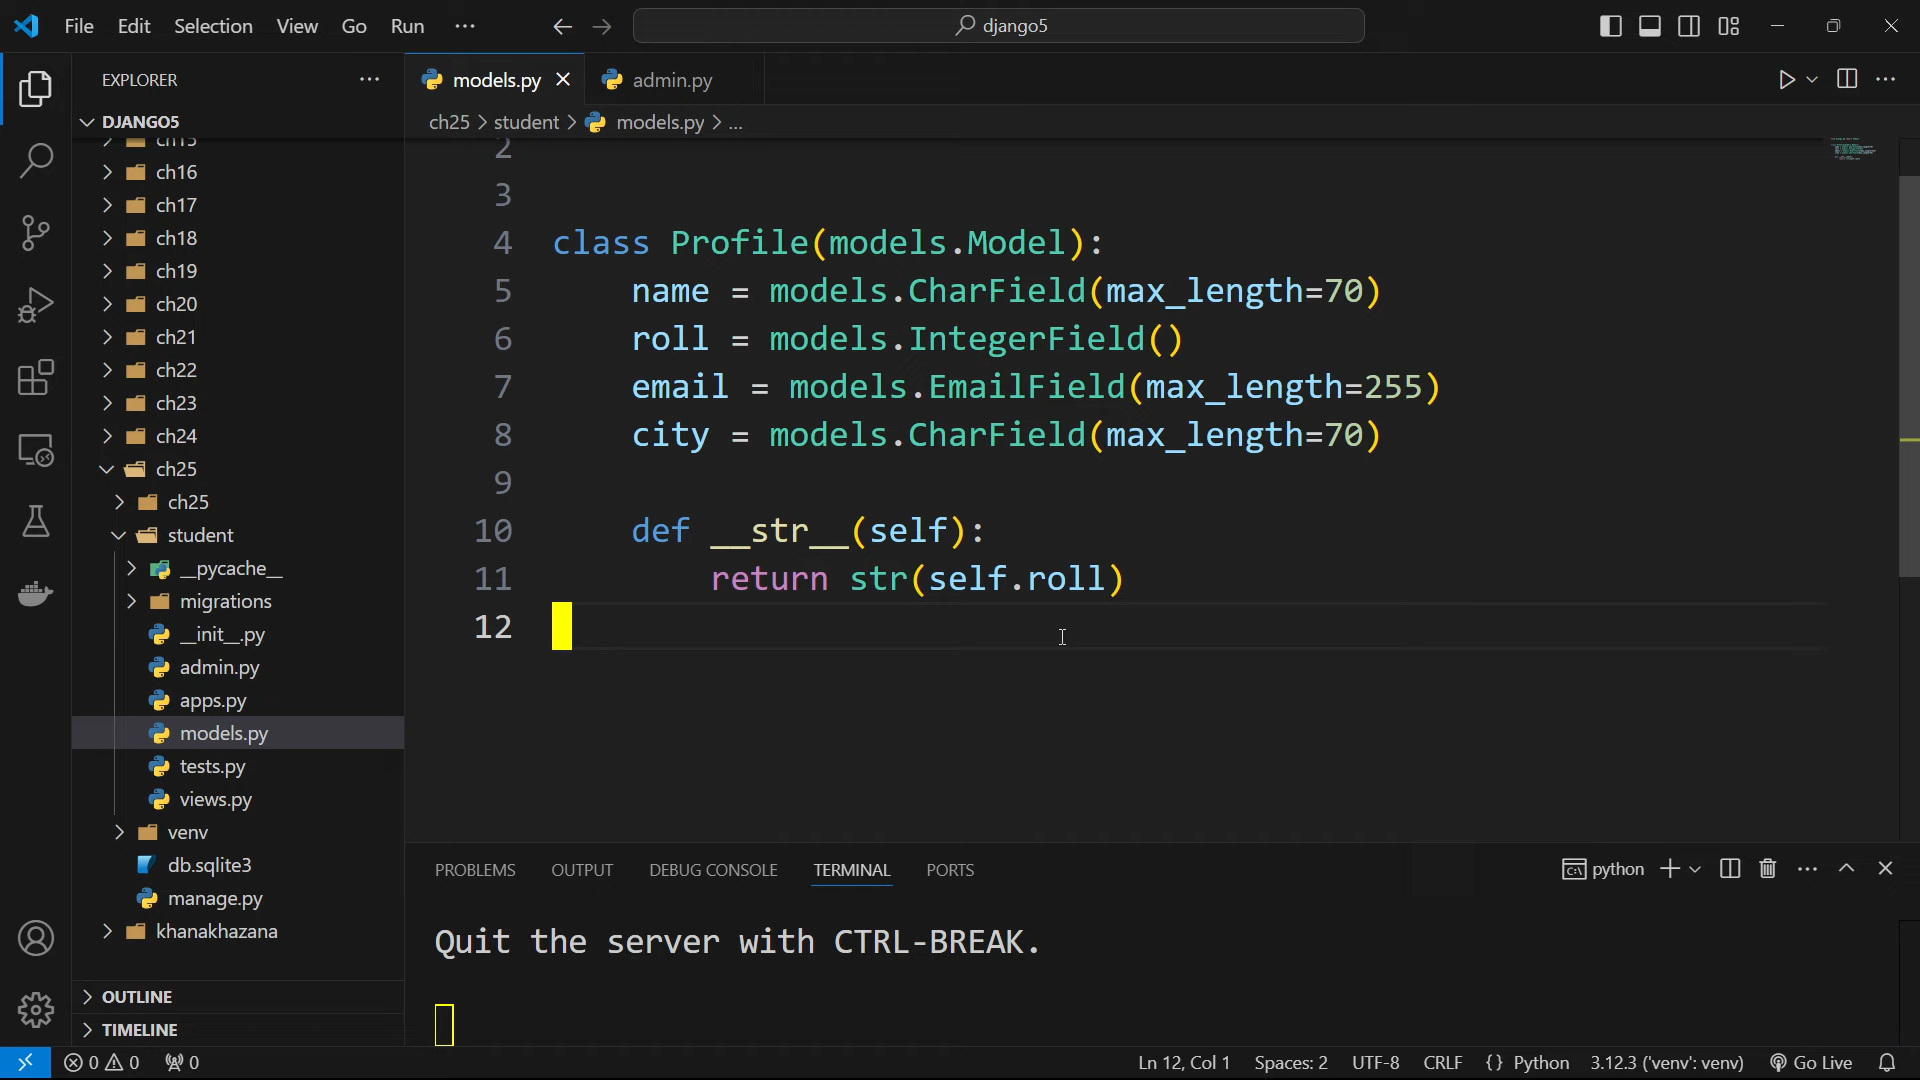 File Edit Selection View Go Run
django5
EXPLORER
models.py
admin.py
DJANGO5
ch25 > student > models.py > ...
ch15
ch16
ch17
ch18
ch19
ch20
ch21
ch22
ch23
ch24
ch25
ch25
student
__pycache__
migrations
__init__.py
admin.py
apps.py
models.py
tests.py
views.py
venv
db.sqlite3
manage.py
khanakhazana
OUTLINE
TIMELINE
2
3
4 class Profile(models.Model):
5 name = models.CharField(max_length=70)
6 roll = models.IntegerField()
7 email = models.EmailField(max_length=255)
8 city = models.CharField(max_length=70)
9
10 def __str__(self):
11 return str(self.roll)
12
PROBLEMS OUTPUT DEBUG CONSOLE TERMINAL PORTS
python
Quit the server with CTRL-BREAK.
0 0 0
Ln 12, Col 1 Spaces: 2 UTF-8 CRLF {} Python 3.12.3 ('venv': venv) Go Live